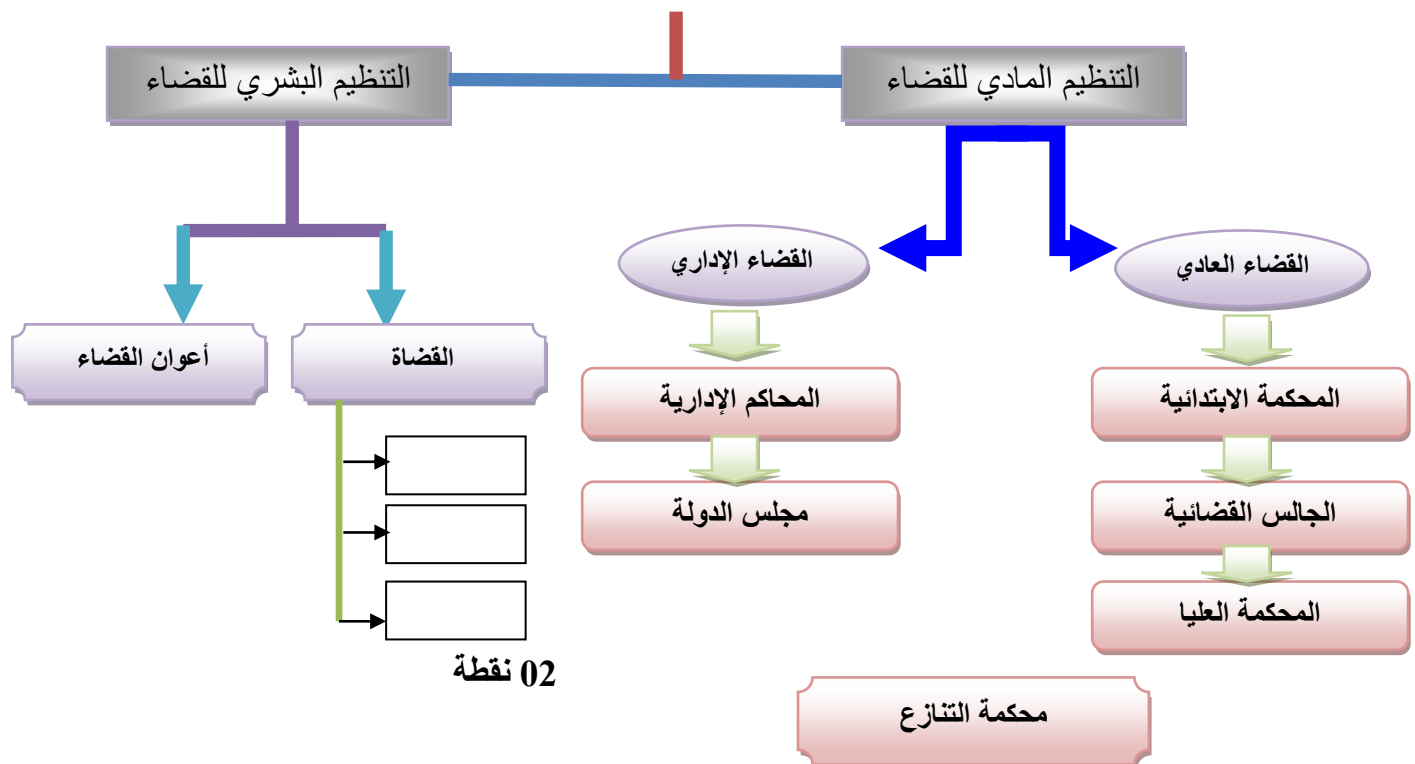 التنظيم المادي للقضاء
التنظيم البشري للقضاء
القضاء العادي
القضاء الإداري
القضاة
أعوان القضاء
المحكمة الابتدائية
المحاكم الإدارية
الجالس القضائية
مجلس الدولة
المحكمة العليا
02 نقطة
محكمة التنازع